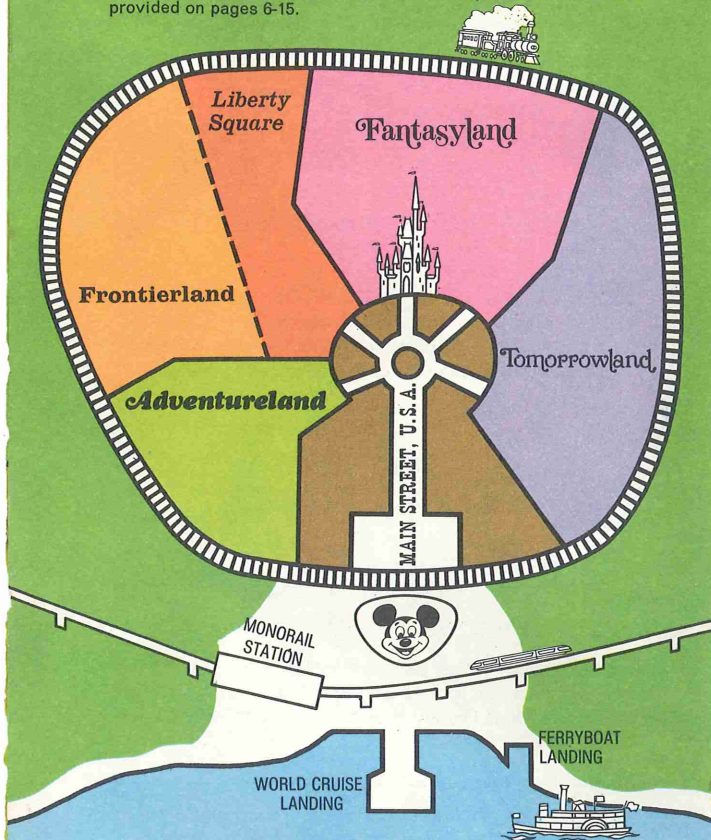 provided on pages 6-15.
Liberty
Square
Fantasyland
Frontierland
Tomorrowland
Adventureland
MAIN STREET, U.S.A.
MONORAIL
STATION
FERRYBOAT
LANDING
WORLD CRUISE
LANDING